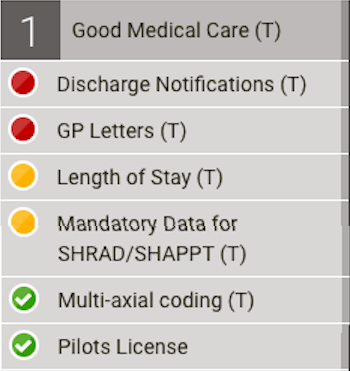 1 Good Medical Care (T)
Discharge Notifications (T)
GP Letters (T)
Length of Stay (T)
Mandatory Data for
SHRAD/SHAPPT (T)
Multi-axial coding (T)
Pilots License